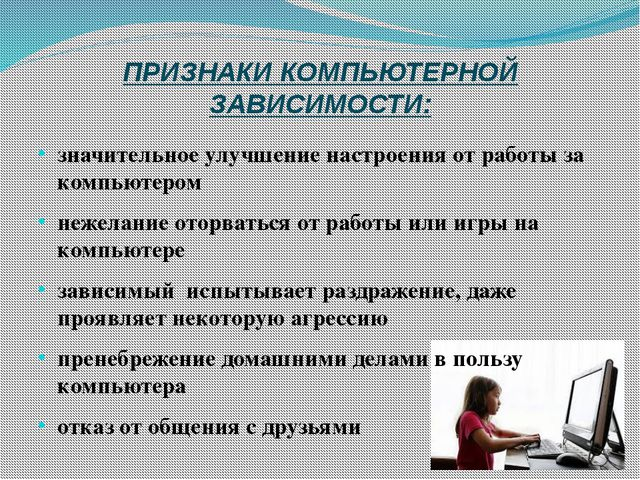 ПРИЗНАКИ КОМПЬЮТЕРНОЙ
ЗАВИСИМОСТИ:
• значительное улучшение настроения от работы за
компьютером
• нежелание оторваться от работы или игры на
компьютере
• зависимый  испытывает раздражение, даже
проявляет некоторую агрессию
• пренебрежение домашними делами в пользу
компьютера
• отказ от общения с друзьями